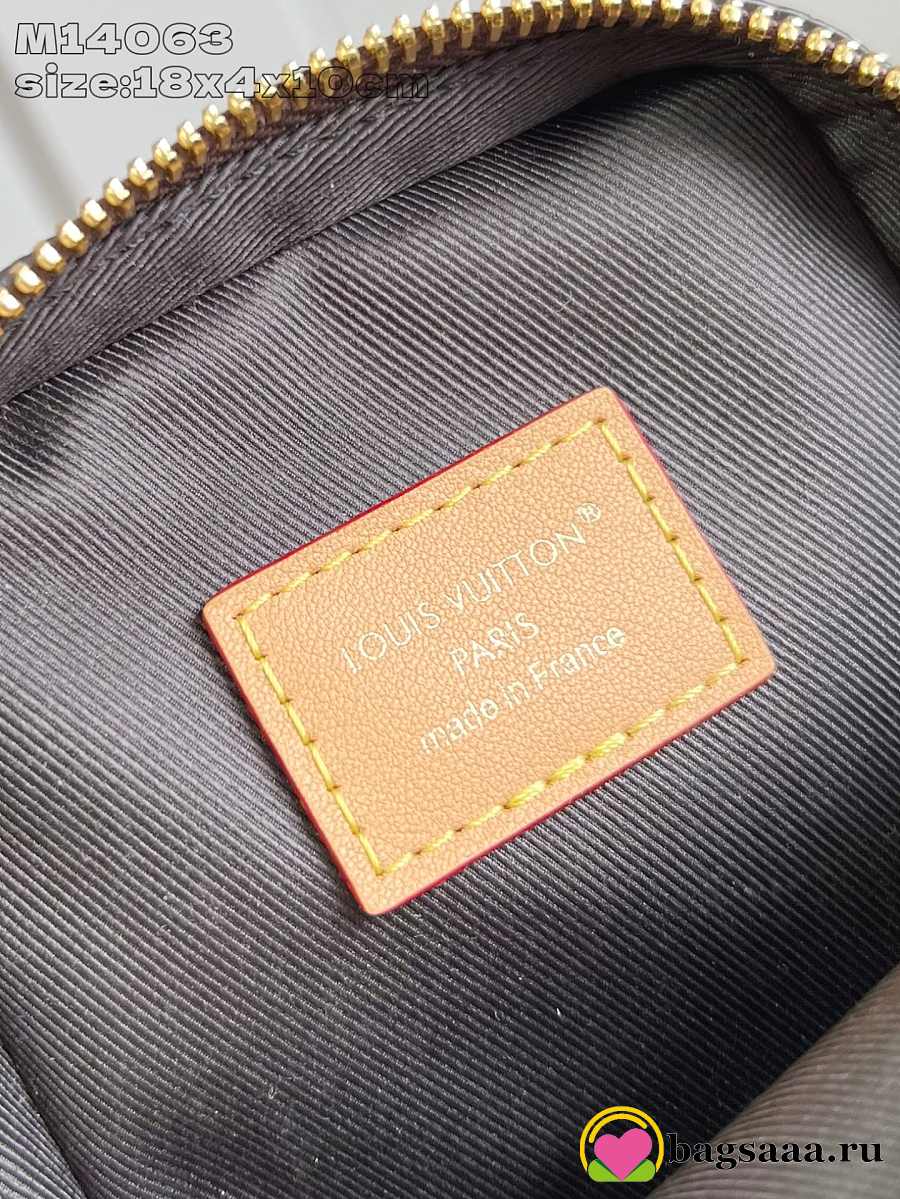 M14063
size:18x4x10cm
LOUIS VUITTON®
PARIS
made in France
bagsaaa.ru